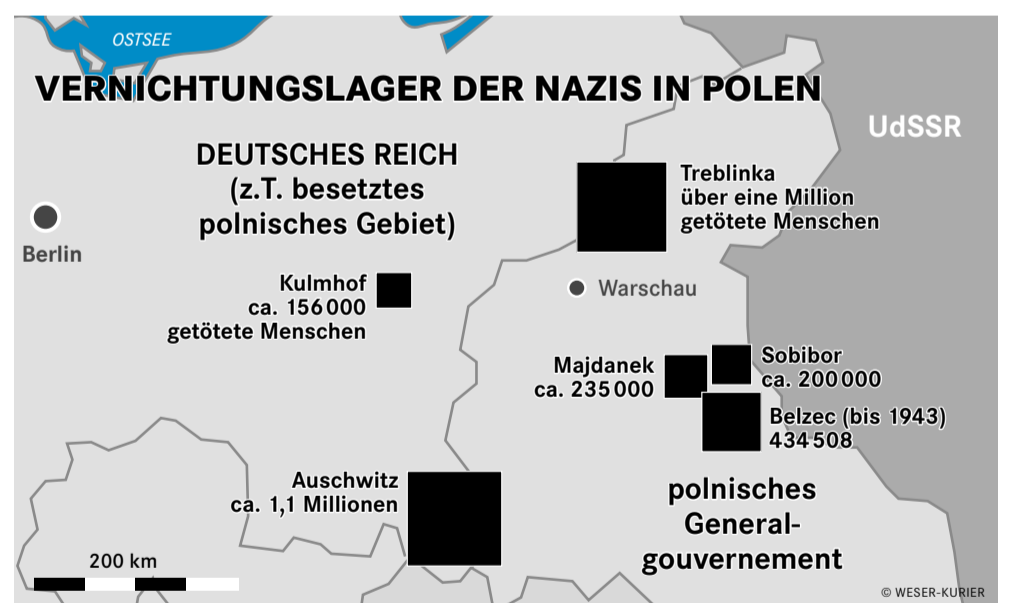 OSTSEE
VERNICHTUNGSLAGER DER NAZIS IN POLEN
UdSSR
DEUTSCHES REICH
(z.T. besetztes
polnisches Gebiet)
Treblinka
über eine Million
getötete Menschen
Berlin
Kulmhof
ca. 156 000
getötete Menschen
Warschau
Majdanek
ca. 235 000
Sobibor
ca. 200 000
Belzec (bis 1943)
434 508
Auschwitz
ca. 1,1 Millionen
polnisches
General-
gouvernement
200 km
© WESER-KURIER